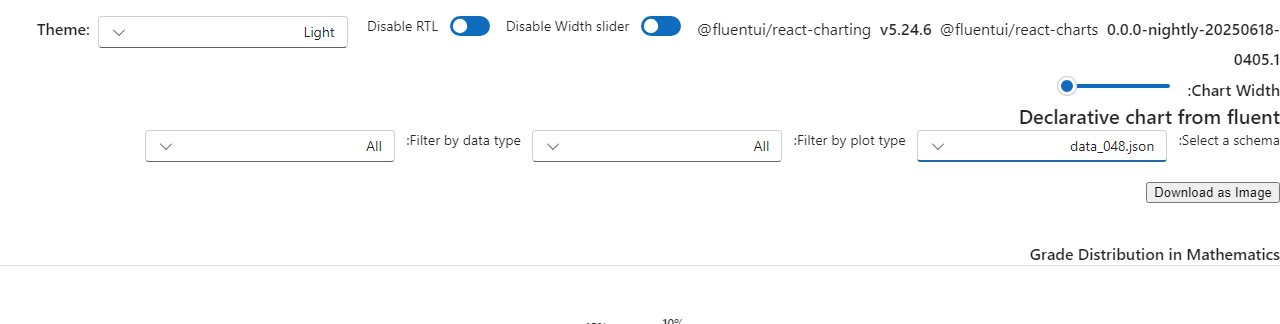 Theme: Light Disable RTL Disable Width slider @fluentui/react-charting v5.24.6 @fluentui/react-charts 0.0.0-nightly-20250618-
0405.1
:Chart Width
Declarative chart from fluent
:Select a schema data_048.json :Filter by plot type All :Filter by data type All
Download as Image
Grade Distribution in Mathematics
10%